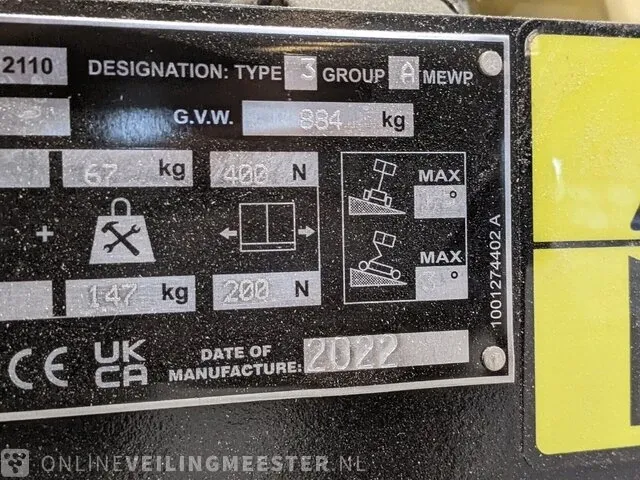 2110 DESIGNATION: TYPE 3 GROUP A MEWP
G.V.W. 884 kg
67 kg 400 N
MAX
+
1001274402 A
MAX
147 kg 200 N
CE UK CA DATE OF MANUFACTURE: 2022
ONLINEVEILINGMEESTER.NL